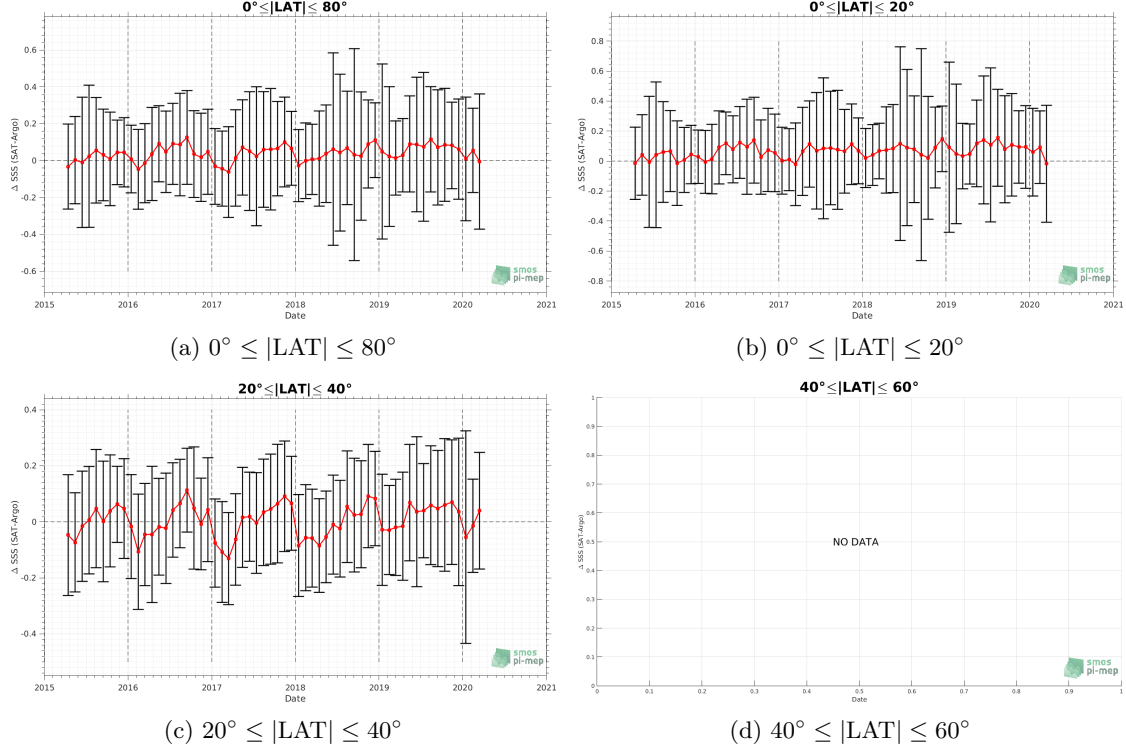 0°≤|LAT|≤ 80°
Δ SSS (SAT-Argo)
0.6
0.4
0.2
0
-0.2
-0.4
-0.6
2015 2016 2017 2018 2019 2020 2021
Date
smos
pi-mep
(a) 0° ≤ |LAT| ≤ 80°
0°≤|LAT|≤ 20°
Δ SSS (SAT-Argo)
0.8
0.6
0.4
0.2
0
-0.2
-0.4
-0.6
-0.8
2015 2016 2017 2018 2019 2020 2021
Date
smos
pi-mep
(b) 0° ≤ |LAT| ≤ 20°
20°≤|LAT|≤ 40°
Δ SSS (SAT-Argo)
0.4
0.2
0
-0.2
-0.4
2015 2016 2017 2018 2019 2020 2021
Date
smos
pi-mep
(c) 20° ≤ |LAT| ≤ 40°
40°≤|LAT|≤ 60°
Δ SSS (SAT-Argo)
1
0.9
0.8
0.7
0.6
0.5
0.4
0.3
0.2
0.1
0
NO DATA
0 0.1 0.2 0.3 0.4 0.5 0.6 0.7 0.8 0.9 1
Date
smos
pi-mep
(d) 40° ≤ |LAT| ≤ 60°